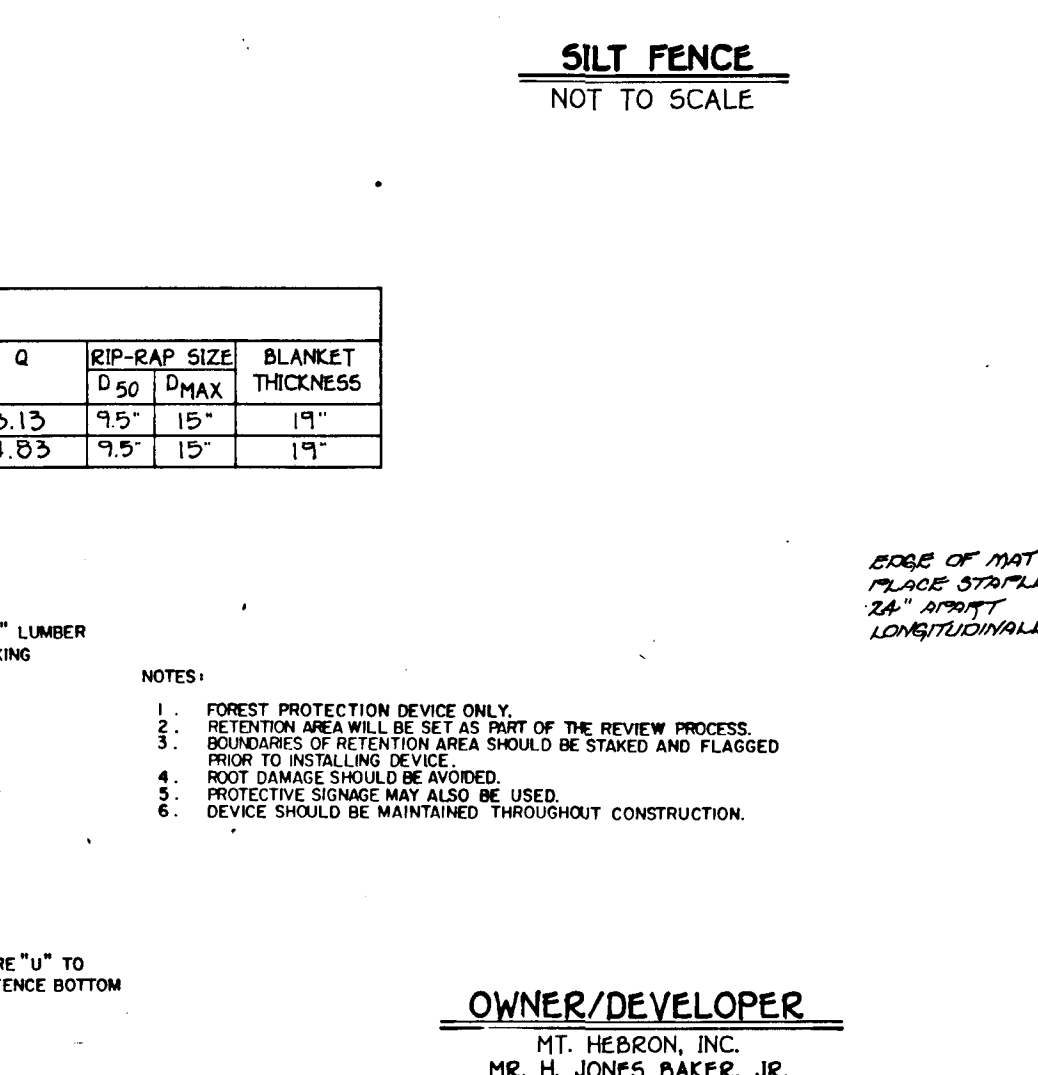 SILT FENCE
NOT TO SCALE
Q
RIP-RAP SIZE
BLANKET
THICKNESS
D50
DMAX
.13
9.5"
15"
19"
.83
9.5"
15"
19"
EDGE OF MAT
PLACE
24" APART
" LUMBER
NOTES:
1. FOREST PROTECTION DEVICE ONLY.
2. RETENTION AREA WILL BE SET AS PART OF THE REVIEW PROCESS.
3. BOUNDARIES OF RETENTION AREA SHOULD BE STAKED AND FLAGGED
PRIOR TO INSTALLING DEVICE.
4. ROOT DAMAGE SHOULD BE AVOIDED.
5. PROTECTIVE SIGNAGE MAY ALSO BE USED.
6. DEVICE SHOULD BE MAINTAINED THROUGHOUT CONSTRUCTION.
"U" TO
BOTTOM
OWNER/DEVELOPER
MT. HEBRON, INC.
MR. H. JONES BAKER, JR.